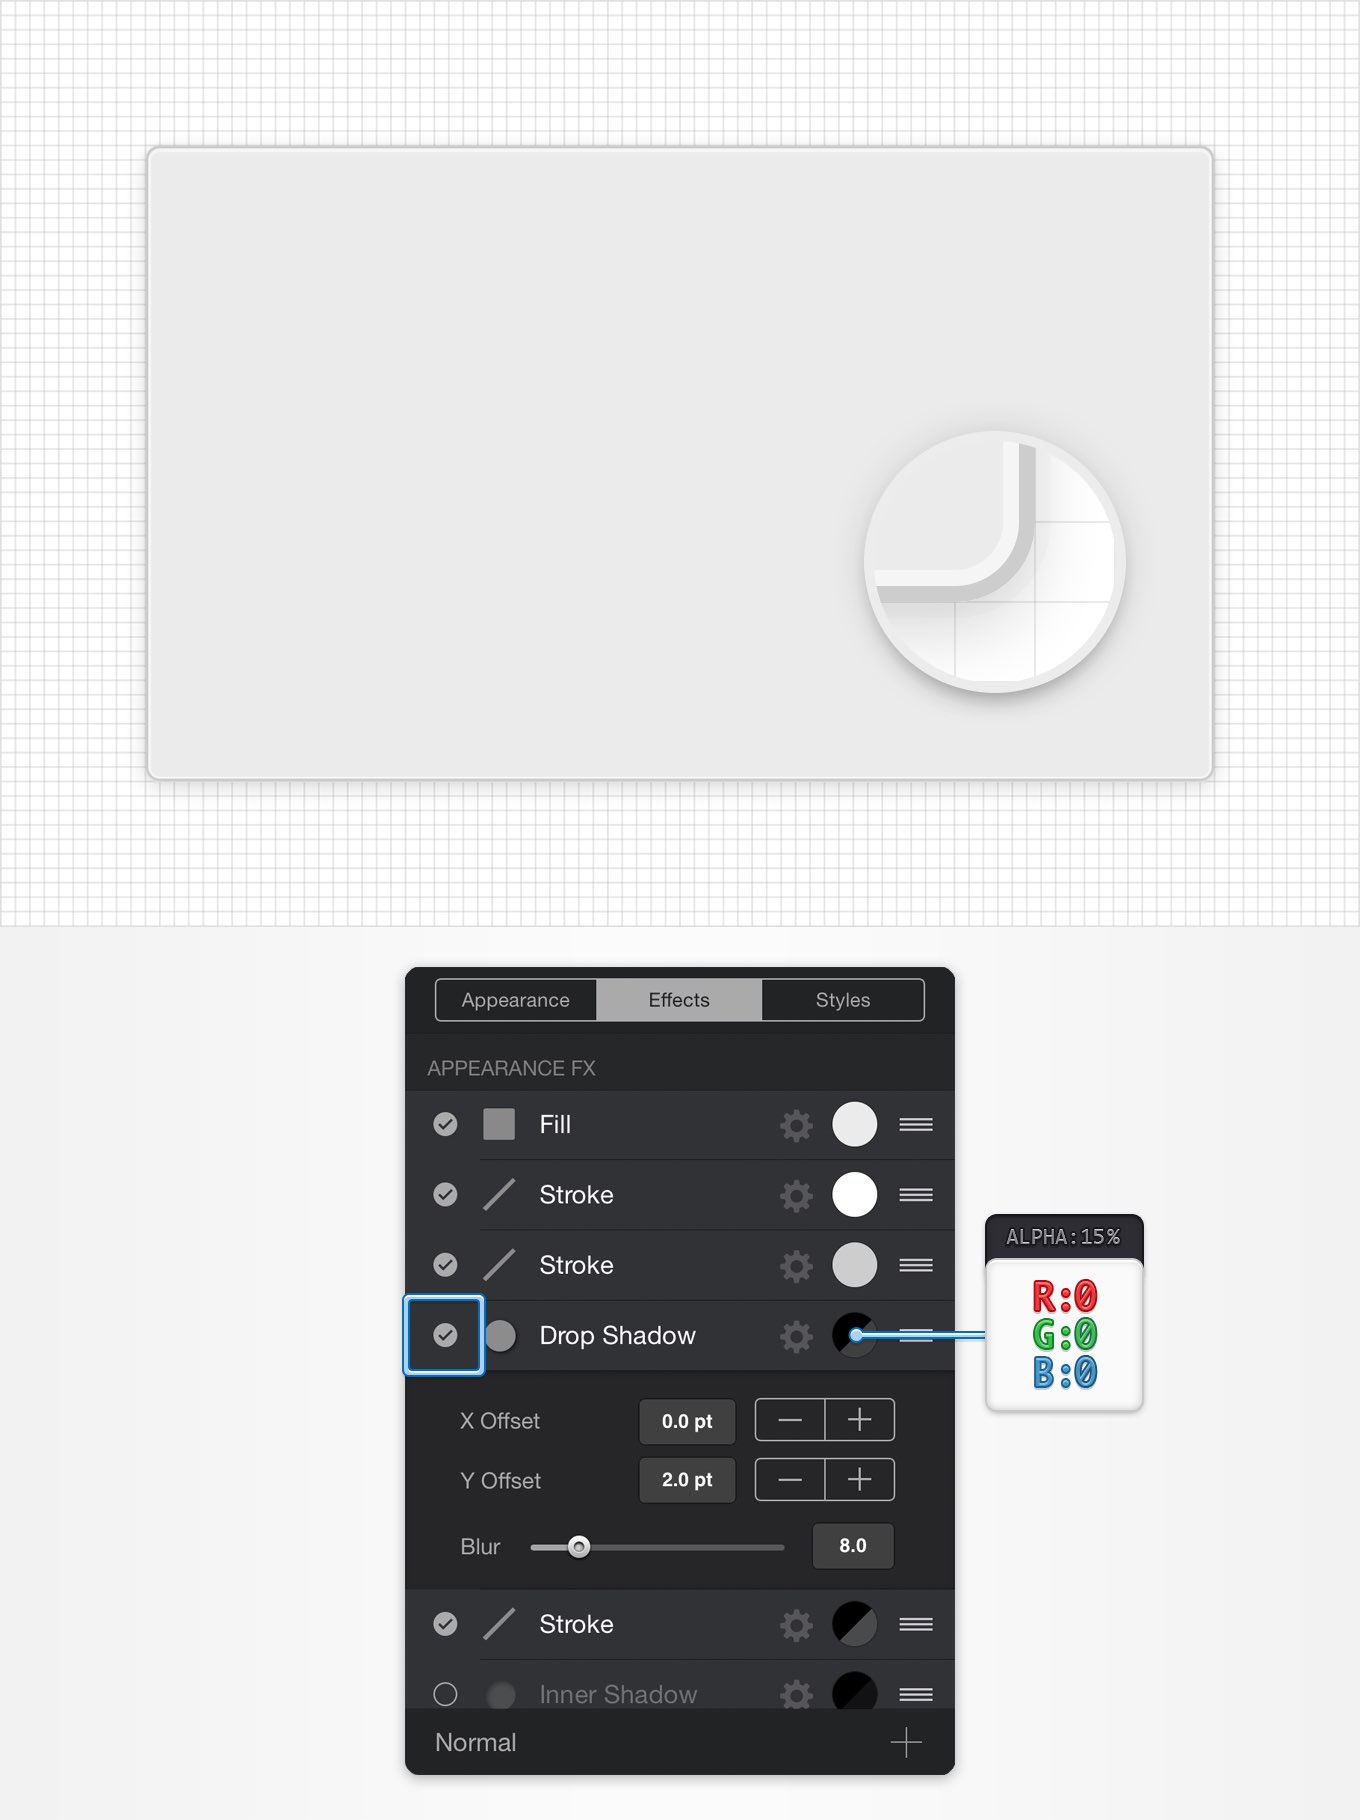 Appearance Effects Styles
APPEARANCE FX
Fill
Stroke
Stroke
Drop Shadow
ALPHA:15%
R:0
G:0
B:0
X Offset 0.0 pt
Y Offset 2.0 pt
Blur 8.0
Stroke
Inner Shadow
Normal